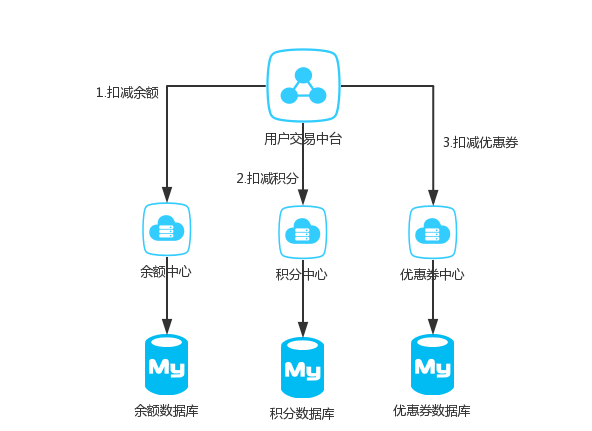 1.扣减余额
用户交易中台
3.扣减优惠券
2.扣减积分
余额中心
积分中心
优惠券中心
My
My
My
余额数据库
积分数据库
优惠券数据库